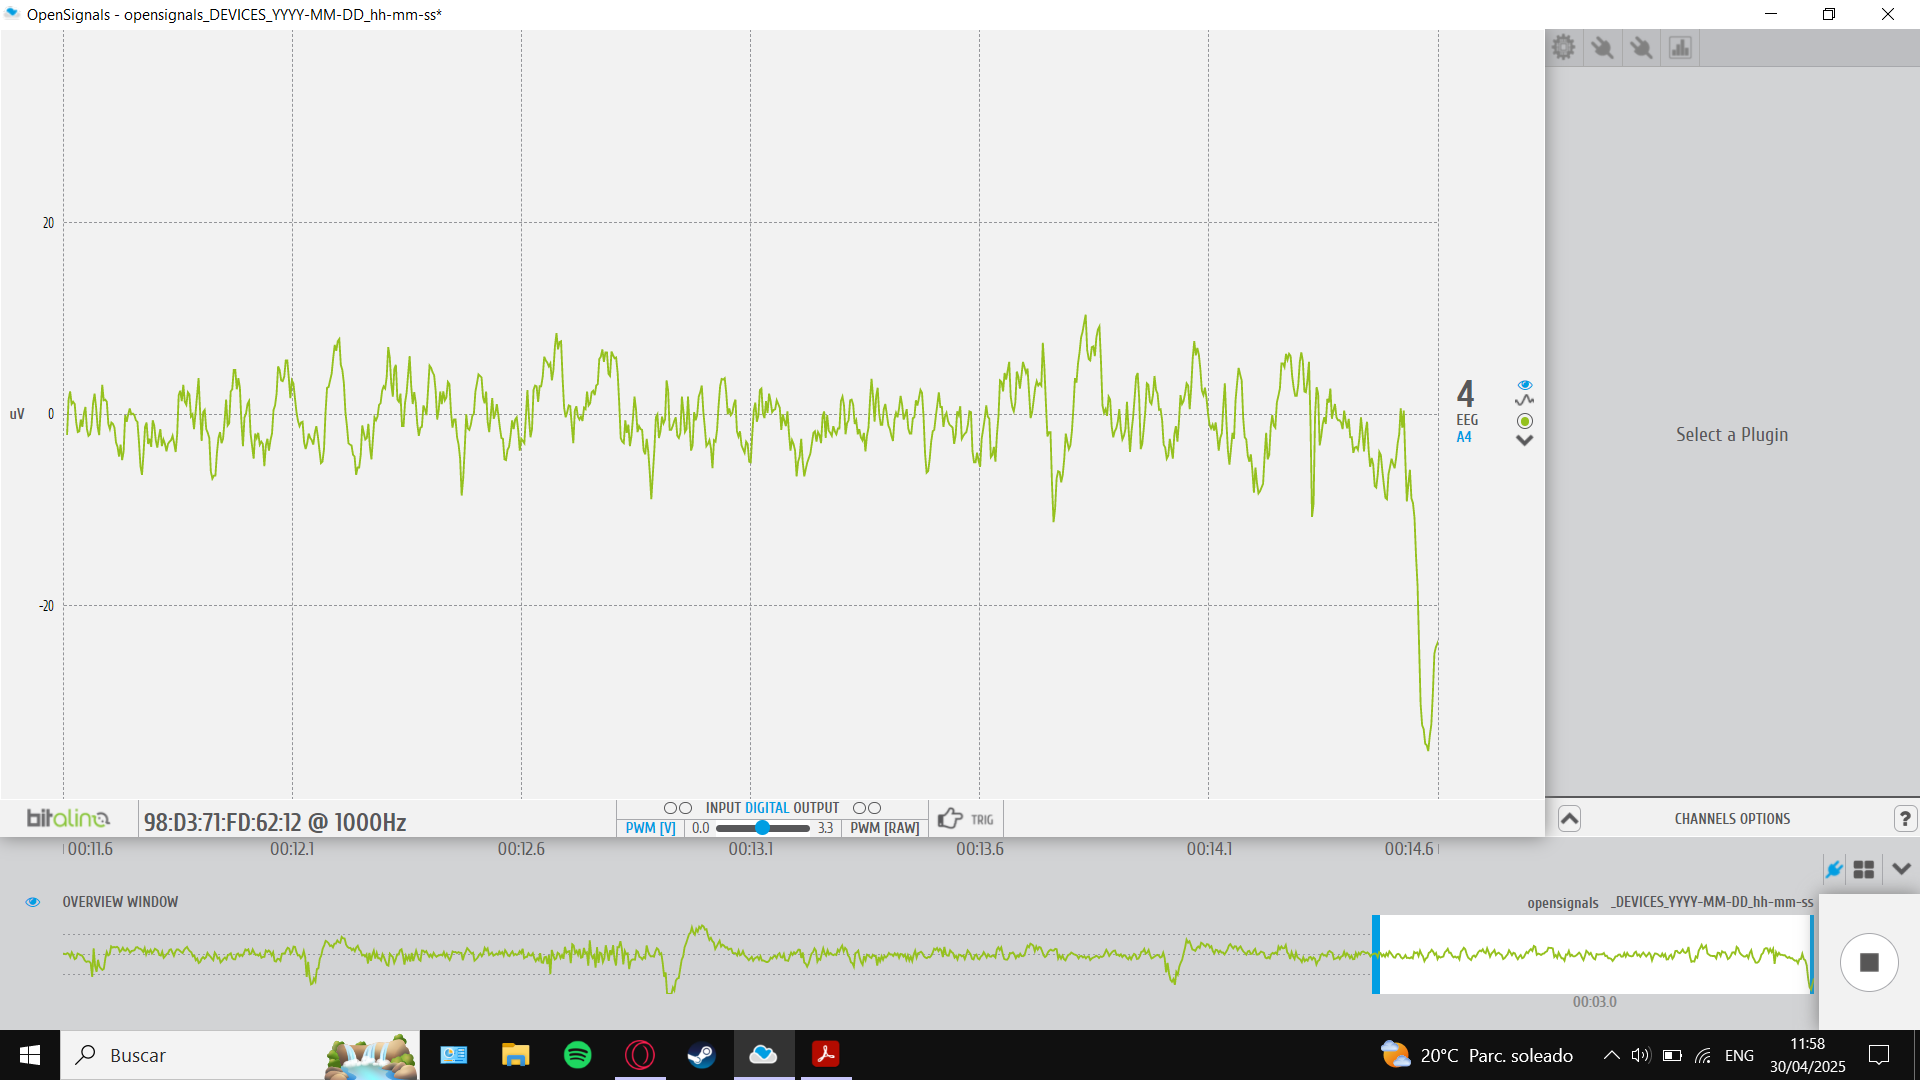 OpenSignals - opensignals_DEVICES_YYYY-MM-DD_hh-mm-ss*
20
uV 0
-20
4
EEG
A4
Select a Plugin
bitalino
98:D3:71:FD:62:12 @ 1000Hz
INPUT DIGITAL OUTPUT
PWM [V] 0.0 3.3 PWM [RAW]
TRIG
CHANNELS OPTIONS
?
00:11.6 00:12.1 00:12.6 00:13.1 00:13.6 00:14.1 00:14.6
OVERVIEW WINDOW
opensignals _DEVICES_YYYY-MM-DD_hh-mm-ss
00:03.0
Buscar
20°C Parc. soleado
ENG
11:58
30/04/2025